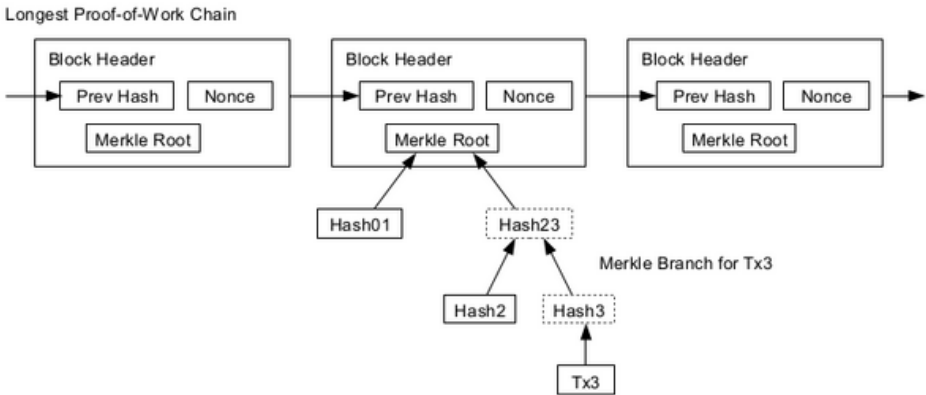 Longest Proof-of-Work Chain
Block Header
Prev Hash
Nonce
Merkle Root
Block Header
Prev Hash
Nonce
Merkle Root
Block Header
Prev Hash
Nonce
Merkle Root
Hash01
Hash23
Merkle Branch for Tx3
Hash2
Hash3
Tx3